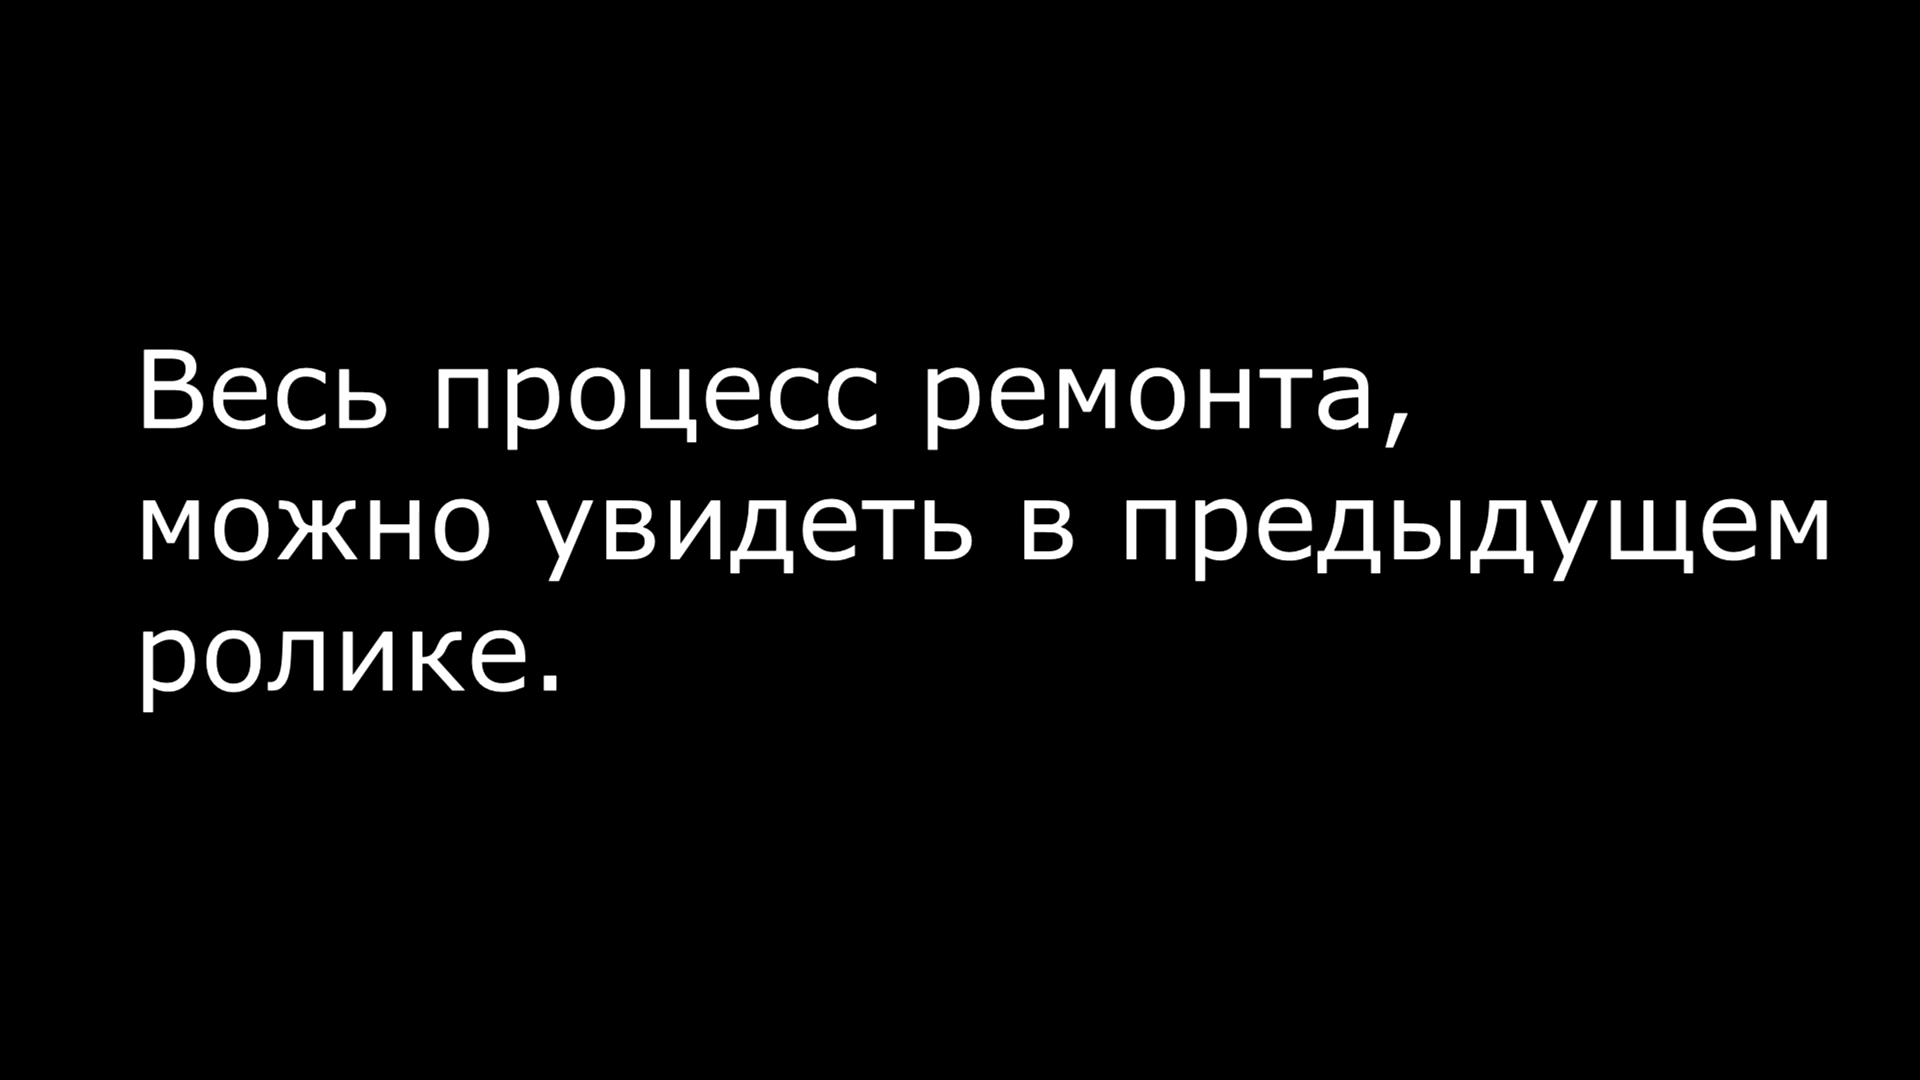 Весь процесс ремонта,
можно увидеть в предыдущем
ролике.